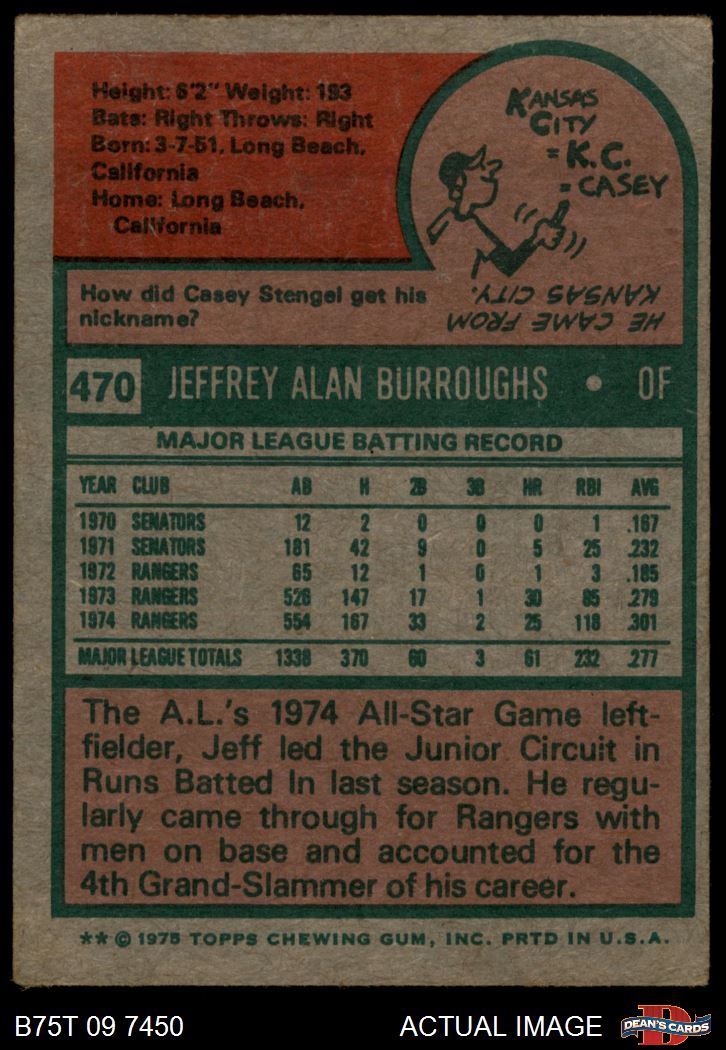 Height: 6'2" Weight: 193
Bats: Right Throws: Right
Born: 3-7-51, Long Beach,
California
Home: Long Beach,
California
KANSAS
CITY
= K.C.
= CASEY
How did Casey Stengel get his
nickname?
HE CAME FROM
KANSAS CITY.
470 JEFFREY ALAN BURROUGHS • OF
MAJOR LEAGUE BATTING RECORD
YEAR CLUB AB H 2B 3B HR RBI AVG
1970 SENATORS 12 2 0 0 0 1 .167
1971 SENATORS 181 42 9 0 5 25 .232
1972 RANGERS 65 12 1 0 1 3 .185
1973 RANGERS 526 147 17 1 30 85 .279
1974 RANGERS 554 167 33 2 25 118 .301
MAJOR LEAGUE TOTALS 1338 370 60 3 61 232 .277
The A.L.'s 1974 All-Star Game left-
fielder, Jeff led the Junior Circuit in
Runs Batted In last season. He regu-
larly came through for Rangers with
men on base and accounted for the
4th Grand-Slammer of his career.
** © 1975 TOPPS CHEWING GUM, INC. PRTD IN U.S.A.
B75T 09 7450 ACTUAL IMAGE DEAN'S CARDS